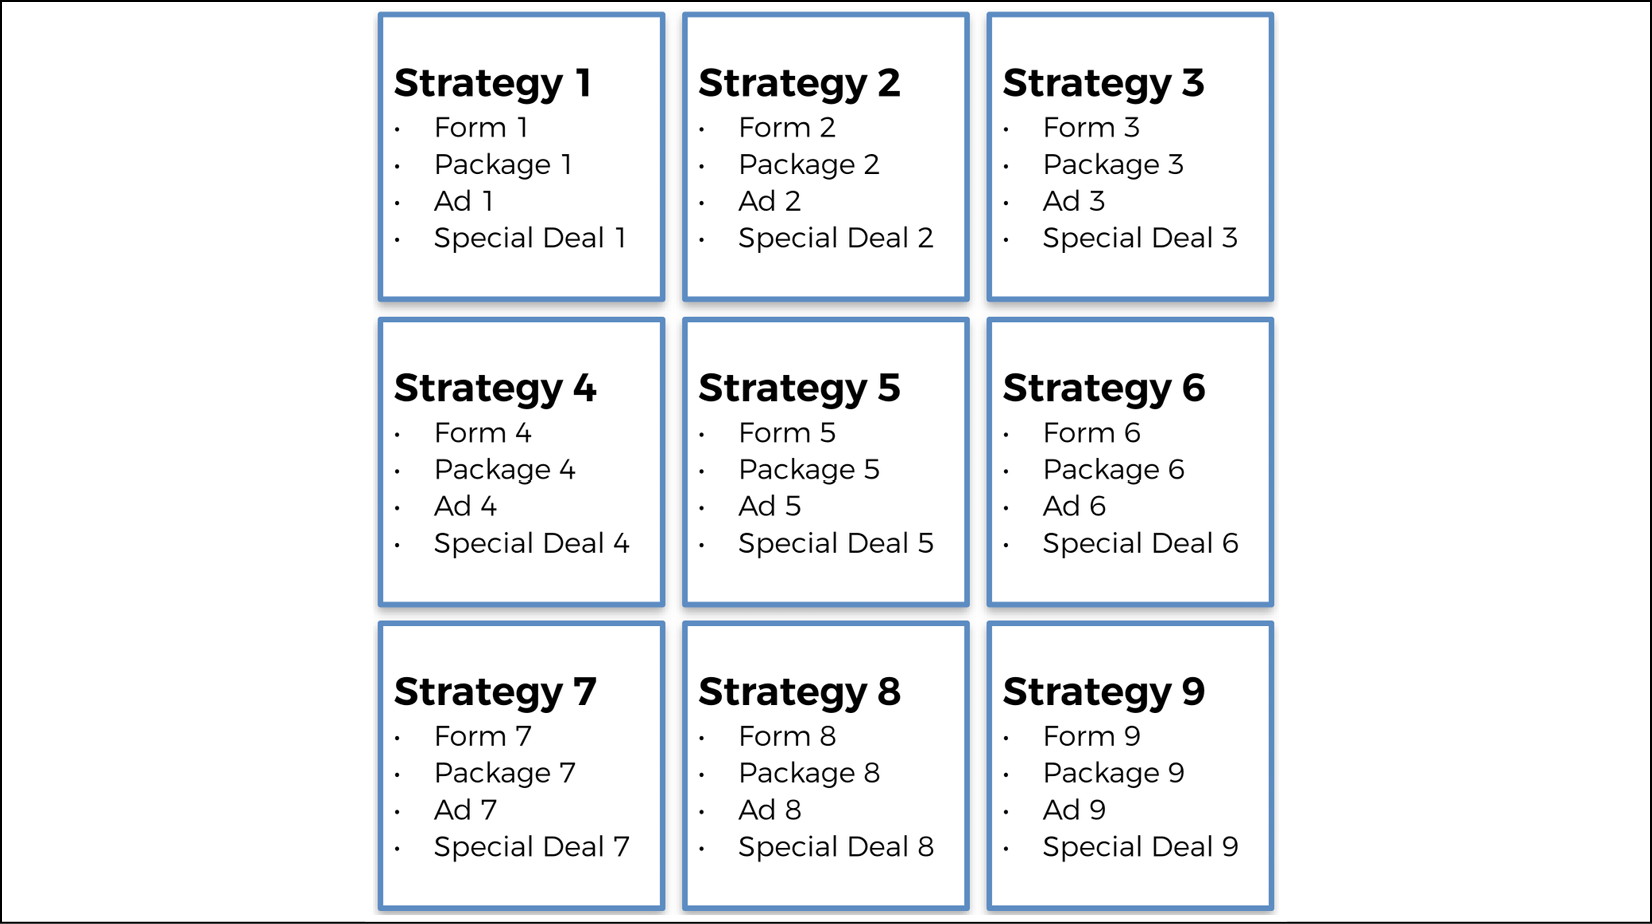 Strategy 1
• Form 1
• Package 1
• Ad 1
• Special Deal 1
Strategy 2
• Form 2
• Package 2
• Ad 2
• Special Deal 2
Strategy 3
• Form 3
• Package 3
• Ad 3
• Special Deal 3
Strategy 4
• Form 4
• Package 4
• Ad 4
• Special Deal 4
Strategy 5
• Form 5
• Package 5
• Ad 5
• Special Deal 5
Strategy 6
• Form 6
• Package 6
• Ad 6
• Special Deal 6
Strategy 7
• Form 7
• Package 7
• Ad 7
• Special Deal 7
Strategy 8
• Form 8
• Package 8
• Ad 8
• Special Deal 8
Strategy 9
• Form 9
• Package 9
• Ad 9
• Special Deal 9